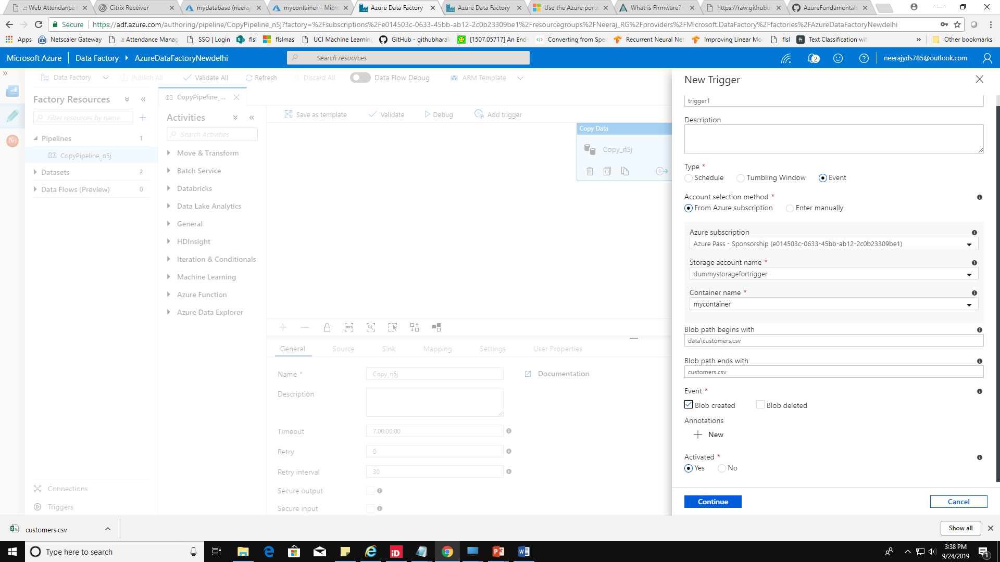 .:: Web Attendance
Citrix Receiver
mydatabase (neeraj
mycontainer - Micro
Azure Data Factory
Azure Data Factory
Use the Azure porta
What is Firmware? -
https://raw.githubu
AzureFundamentals
Secure
https://adf.azure.com/authoring/pipeline/CopyPipeline_n5j?factory=%2Fsubscriptions%2Fe014503c-0633-45bb-ab12-2c0b23309be1%2Fresourcegroups%2FNeeraj_RG%2Fproviders%2FMicrosoft.DataFactory%2Ffactories%2FAzureDataFactoryNewdelhi
Apps
Netscaler Gateway
.:: Attendance Manag
SSO | Login
flsl
flslmas
UCI Machine Learning
GitHub - githubharal
[1507.05717] An End-
Converting from Spee
Recurrent Neural Net
Improving Linear Mo
flsl
Text Classification wit
»
Other bookmarks
Microsoft Azure
Data Factory
AzureDataFactoryNewdelhi
Search resources
2
neerajyds785@outlook.com
Data Factory
Publish All
Validate All
Refresh
Discard All
Data Flow Debug
ARM Template
Factory Resources
Filter resources by name
Pipelines 1
CopyPipeline_n5j
Datasets 2
Data Flows (Preview) 0
Connections
Triggers
CopyPipeline_...
Activities
Search Activities
Move & Transform
Batch Service
Databricks
Data Lake Analytics
General
HDInsight
Iteration & Conditionals
Machine Learning
Azure Function
Azure Data Explorer
Save as template
Validate
Debug
Add trigger
Copy Data
Copy_n5j
100%
General
Source
Sink
Mapping
Settings
User Properties
Name *
Copy_n5j
Documentation
Description
Timeout
7.00:00:00
Retry
0
Retry interval
30
Secure output
Secure input
New Trigger
trigger1
Description
Type *
Schedule
Tumbling Window
Event
Account selection method *
From Azure subscription
Enter manually
Azure subscription
Azure Pass - Sponsorship (e014503c-0633-45bb-ab12-2c0b23309be1)
Storage account name *
dummystoragefortrigger
Container name *
mycontainer
Blob path begins with
data\customers.csv
Blob path ends with
customers.csv
Event *
Blob created
Blob deleted
Annotations
New
Activated *
Yes
No
Continue
Cancel
customers.csv
Show all
Type here to search
iD
3:38 PM
9/24/2019
1